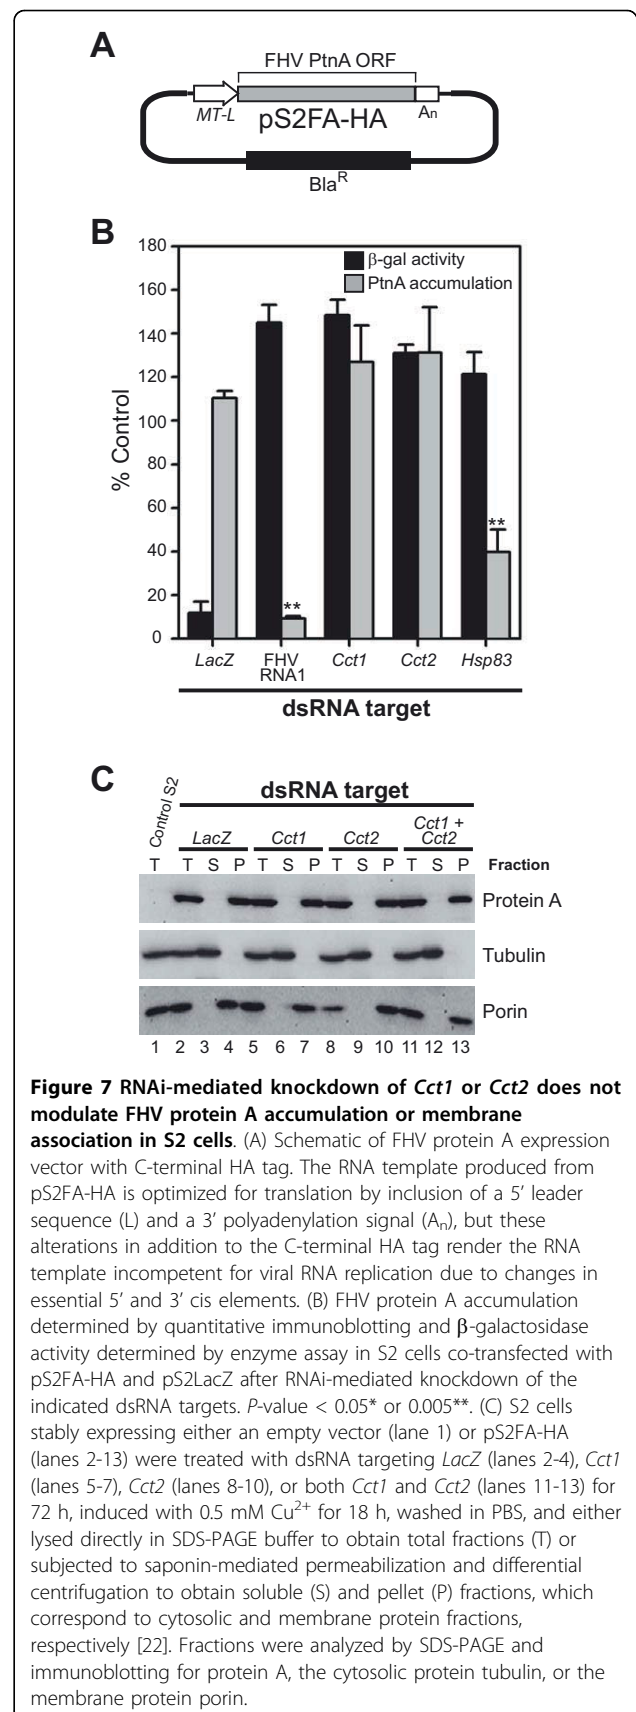 A
FHV PtnA ORF
MT-L
An
pS2FA-HA
Bla^R
B
180
160
140
120
100
80
60
40
20
0
% Control
β-gal activity
PtnA accumulation
**
**
LacZ
FHV
RNA1
Cct1
Cct2
Hsp83
dsRNA target
C
Control S2
dsRNA target
LacZ
Cct1
Cct2
Cct1 +
Cct2
T T S P T S P T S P T S P Fraction
Protein A
Tubulin
Porin
1 2 3 4 5 6 7 8 9 10 11 12 13
Figure 7 RNAi-mediated knockdown of Cct1 or Cct2 does not
modulate FHV protein A accumulation or membrane
association in S2 cells. (A) Schematic of FHV protein A expression
vector with C-terminal HA tag. The RNA template produced from
pS2FA-HA is optimized for translation by inclusion of a 5' leader
sequence (L) and a 3' polyadenylation signal (An), but these
alterations in addition to the C-terminal HA tag render the RNA
template incompetent for viral RNA replication due to changes in
essential 5' and 3' cis elements. (B) FHV protein A accumulation
determined by quantitative immunoblotting and β-galactosidase
activity determined by enzyme assay in S2 cells co-transfected with
pS2FA-HA and pS2LacZ after RNAi-mediated knockdown of the
indicated dsRNA targets. P-value < 0.05* or 0.005**. (C) S2 cells
stably expressing either an empty vector (lane 1) or pS2FA-HA
(lanes 2-13) were treated with dsRNA targeting LacZ (lanes 2-4), Cct1
(lanes 5-7), Cct2 (lanes 8-10), or both Cct1 and Cct2 (lanes 11-13) for
72 h, induced with 0.5 mM Cu2+ for 18 h, washed in PBS, and either
lysed directly in SDS-PAGE buffer to obtain total fractions (T) or
subjected to saponin-mediated permeabilization and differential
centrifugation to obtain soluble (S) and pellet (P) fractions, which
correspond to cytosolic and membrane protein fractions,
respectively [22]. Fractions were analyzed by SDS-PAGE and
immunoblotting for protein A, the cytosolic protein tubulin, or the
membrane protein porin.